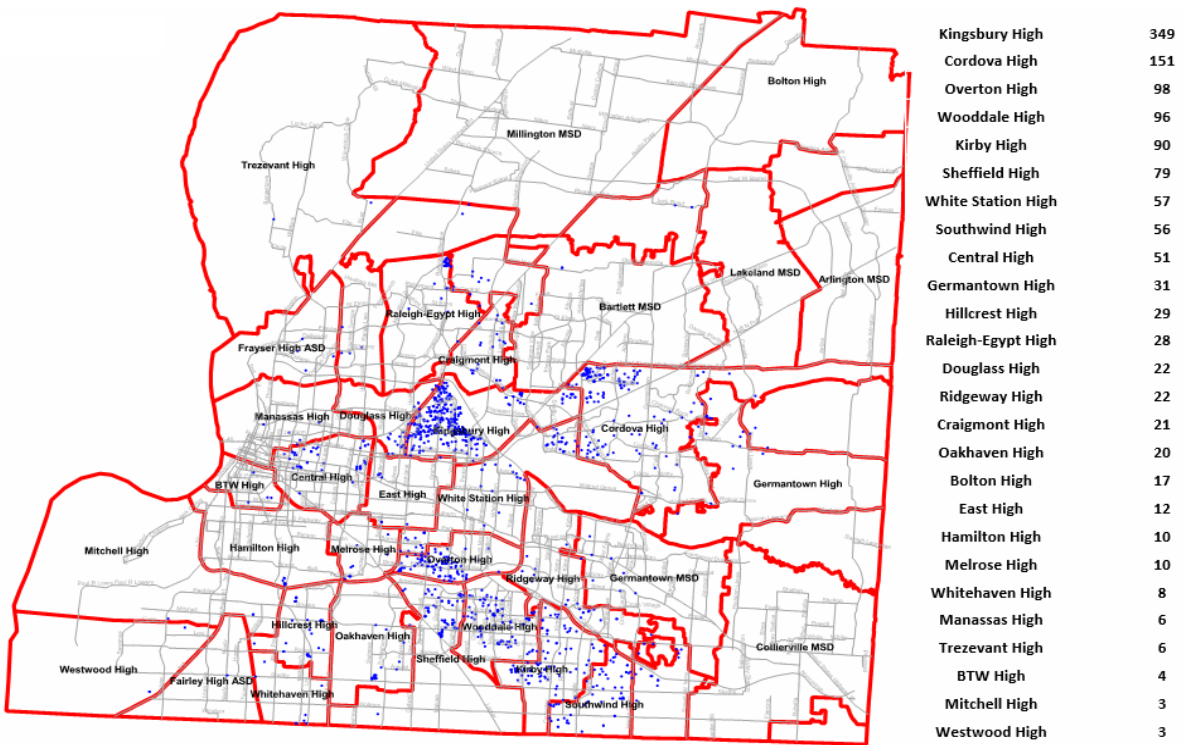 Bolton High
Millington MSD
Trezevant High
Lakeland MSD
Arlington MSD
Bartlett MSD
Raleigh-Egypt High
Frayser High ASD
Craigmont High
Manassas High
Douglass High
Kingsbury High
Cordova High
Central High
BTW High
East High
White Station High
Germantown High
Mitchell High
Hamilton High
Melrose High
Overton High
Ridgeway High
Germantown MSD
Hillcrest High
Oakhaven High
Wooddale High
Collierville MSD
Westwood High
Sheffield High
Kirby High
Fairley High ASD
Whitehaven High
Southwind High
Kingsbury High 349
Cordova High 151
Overton High 98
Wooddale High 96
Kirby High 90
Sheffield High 79
White Station High 57
Southwind High 56
Central High 51
Germantown High 31
Hillcrest High 29
Raleigh-Egypt High 28
Douglass High 22
Ridgeway High 22
Craigmont High 21
Oakhaven High 20
Bolton High 17
East High 12
Hamilton High 10
Melrose High 10
Whitehaven High 8
Manassas High 6
Trezevant High 6
BTW High 4
Mitchell High 3
Westwood High 3